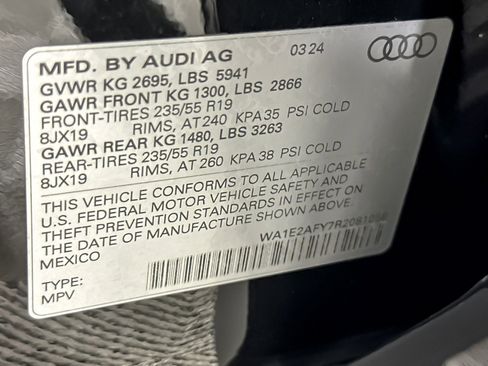 MFD. BY AUDI AG 03 24
GVWR KG 2695, LBS 5941
GAWR FRONT KG 1300, LBS 2866
FRONT-TIRES 235/55 R19
8JX19 RIMS, AT 240 KPA 35 PSI COLD
GAWR REAR KG 1480, LBS 3263
REAR-TIRES 235/55 R19
8JX19 RIMS, AT 260 KPA 38 PSI COLD
THIS VEHICLE CONFORMS TO ALL APPLICABLE
U.S. FEDERAL MOTOR VEHICLE SAFETY AND
THEFT PREVENTION STANDARDS IN EFFECT ON
THE DATE OF MANUFACTURE SHOWN ABOVE.
MEXICO
TYPE:
MPV